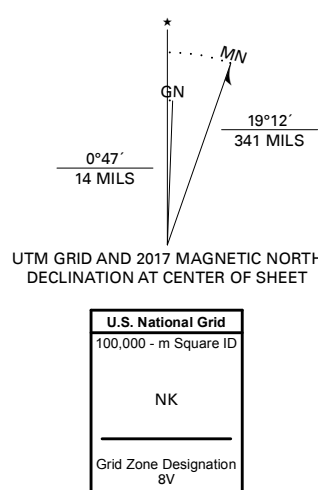 ★
MN
GN
19°12´
341 MILS
0°47´
14 MILS
UTM GRID AND 2017 MAGNETIC NORTH
DECLINATION AT CENTER OF SHEET
U.S. National Grid
100,000 - m Square ID
NK
Grid Zone Designation
8V